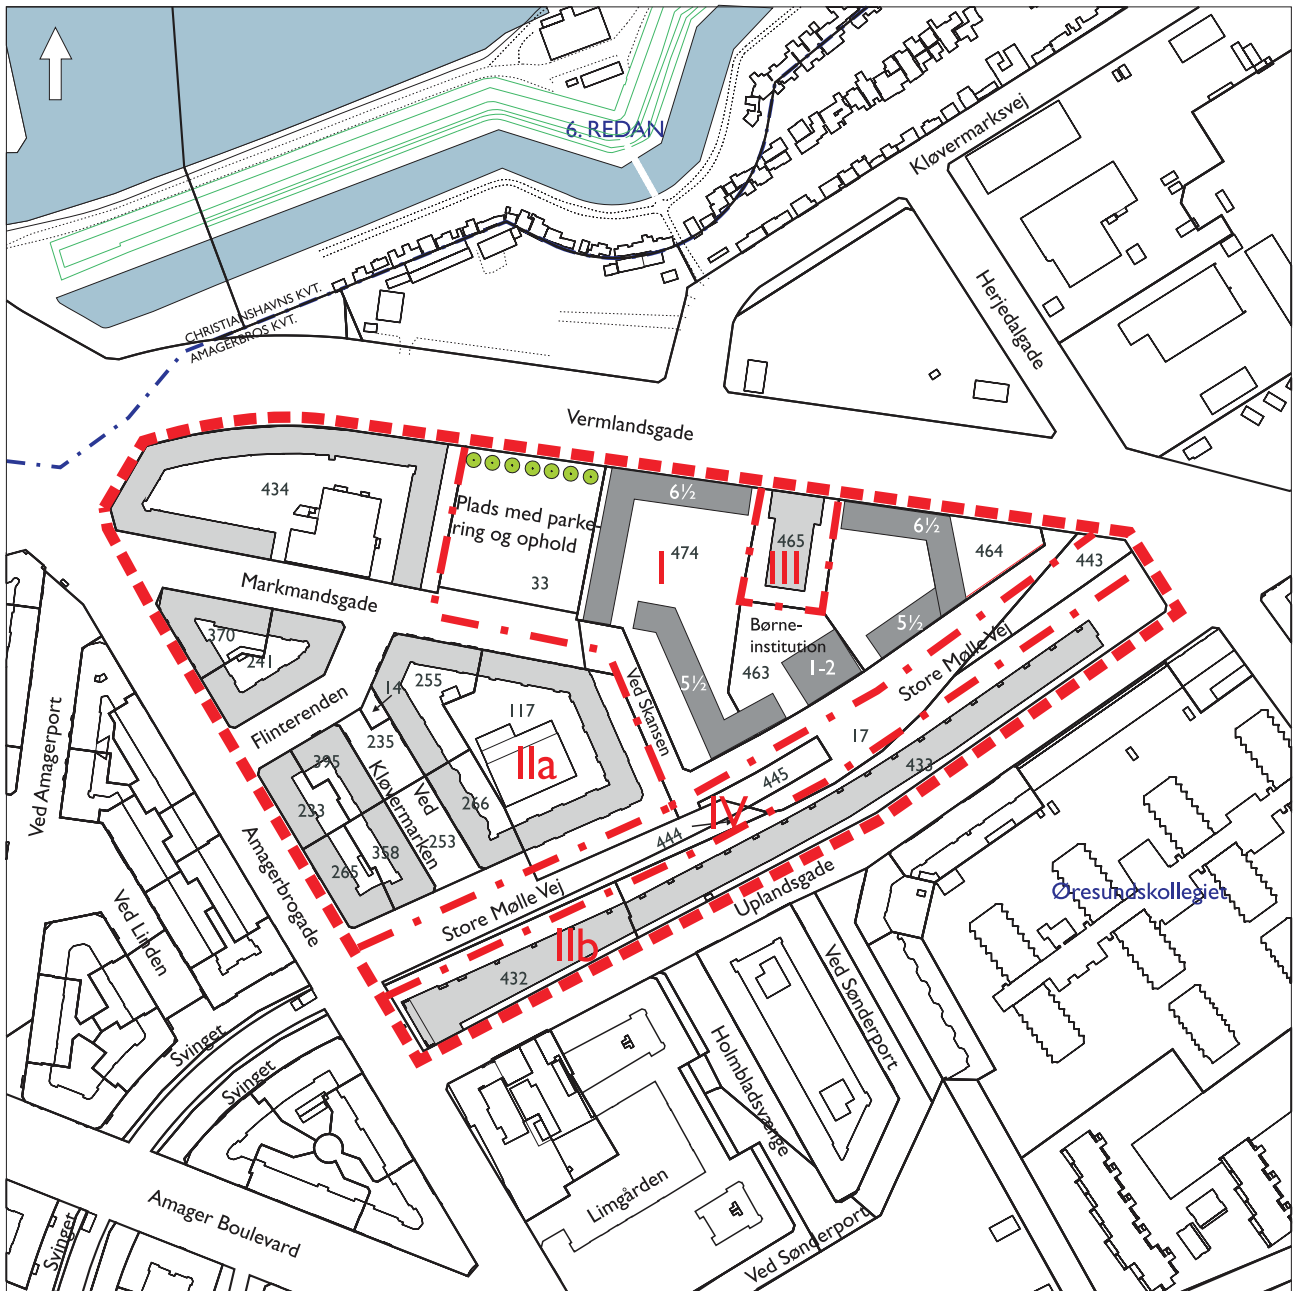 6. REDAN
Kløvermarksvej
CHRISTIANSHAVNS KVT.
AMAGERBROS KVT.
Herjedalgade
Vermlandsgade
434
Plads med parke-
ring og ophold
33
6½
474
I
465
III
6½
464
443
Markmandsgade
370
241
Børne-
institution
463
1-2
5½
5½
Store Mølle Vej
Ved Skansen
14
255
117
235
IIa
Flinterenden
395
233
265
358
Kløvermarken
Ved
253
266
17
445
433
IV
444
Ved Amagerport
Amagerbrogade
Ved Linden
Store Mølle Vej
Uplandsgade
Øresundskollegiet
IIb
432
Ved Sønderport
Holmbladsvænge
Svinget
Svinget
Limgården
Amager Boulevard
Svinget
Ved Sønderport